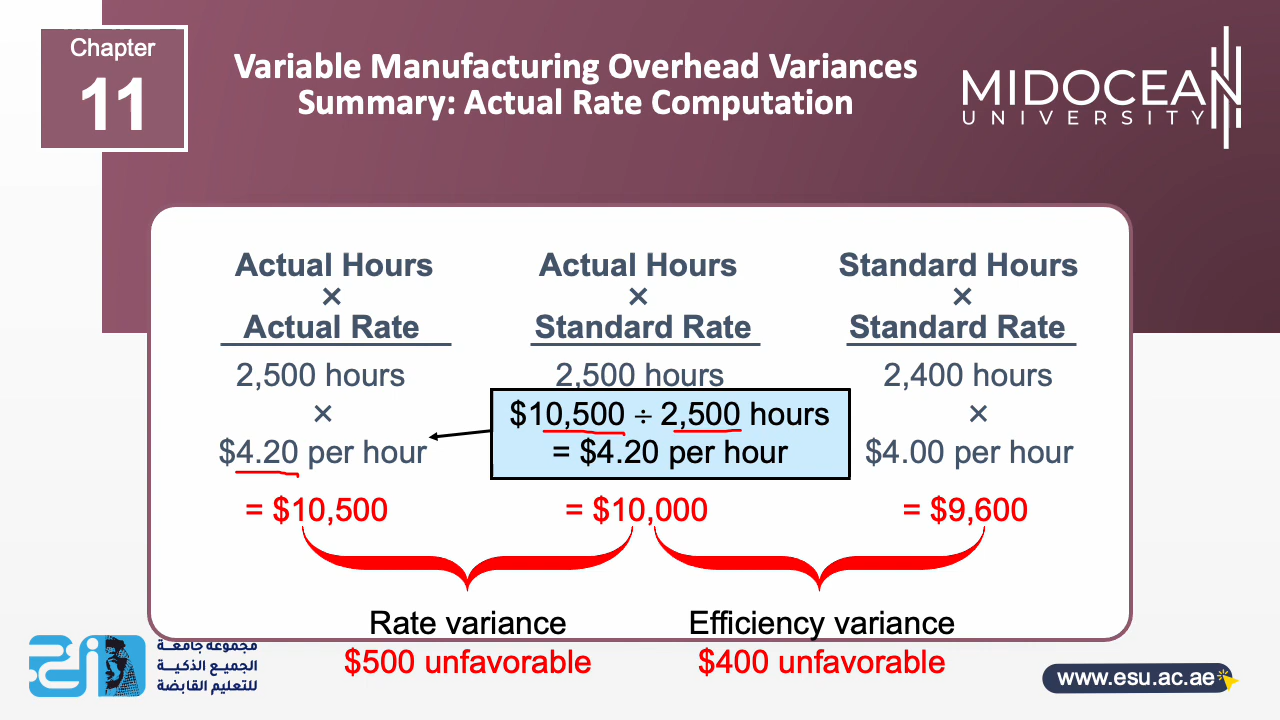 Chapter
11
Variable Manufacturing Overhead Variances
Summary: Actual Rate Computation
MIDOCEAN
UNIVERSITY
Actual Hours
×
Actual Rate
2,500 hours
×
$4.20 per hour
= $10,500
Actual Hours
×
Standard Rate
2,500 hours
$10,500 ÷ 2,500 hours
= $4.20 per hour
= $10,000
Standard Hours
×
Standard Rate
2,400 hours
×
$4.00 per hour
= $9,600
Rate variance
$500 unfavorable
Efficiency variance
$400 unfavorable
مجموعة جامعة
الجميع الذكية
للتعليم القابضة
www.esu.ac.ae